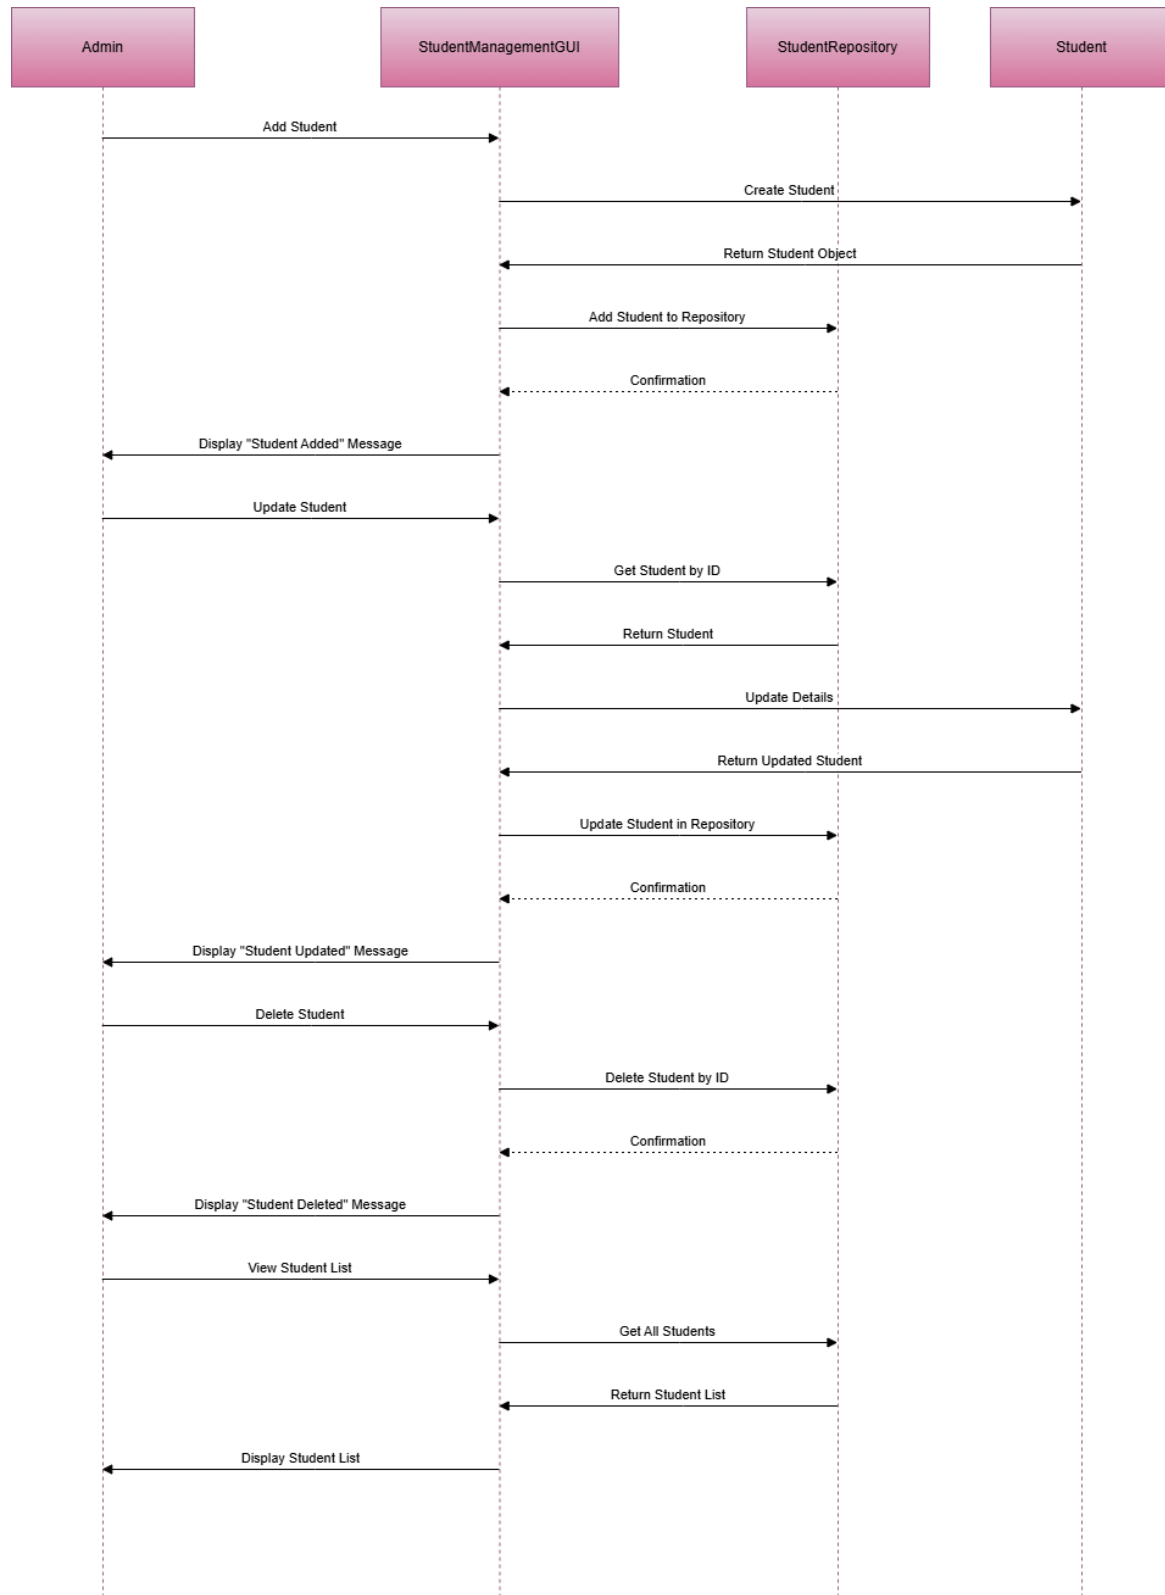 Admin
StudentManagementGUI
StudentRepository
Student
Add Student
Create Student
Return Student Object
Add Student to Repository
Confirmation
Display "Student Added" Message
Update Student
Get Student by ID
Return Student
Update Details
Return Updated Student
Update Student in Repository
Confirmation
Display "Student Updated" Message
Delete Student
Delete Student by ID
Confirmation
Display "Student Deleted" Message
View Student List
Get All Students
Return Student List
Display Student List